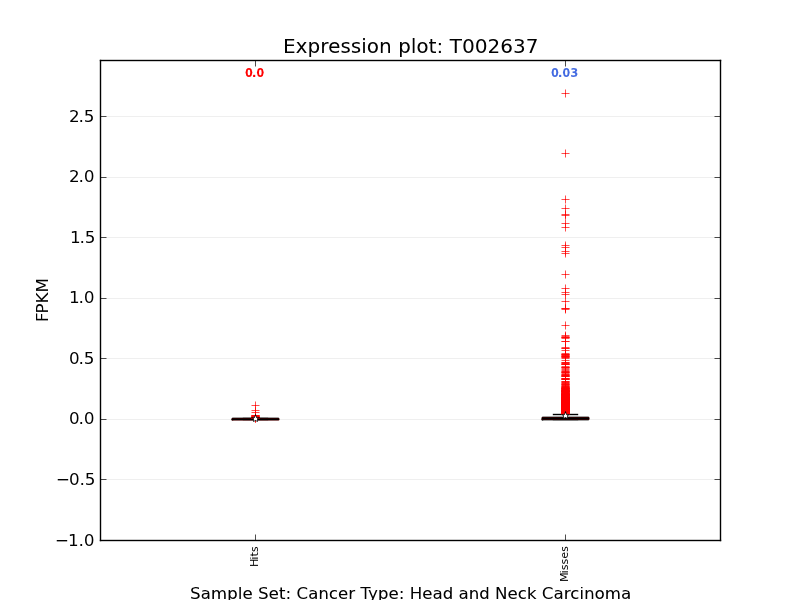 Expression plot: T002637
0.0
0.03
2.5
2.0
1.5
1.0
0.5
0.0
−0.5
−1.0
FPKM
Hits
Misses
Sample Set: Cancer Type: Head and Neck Carcinoma